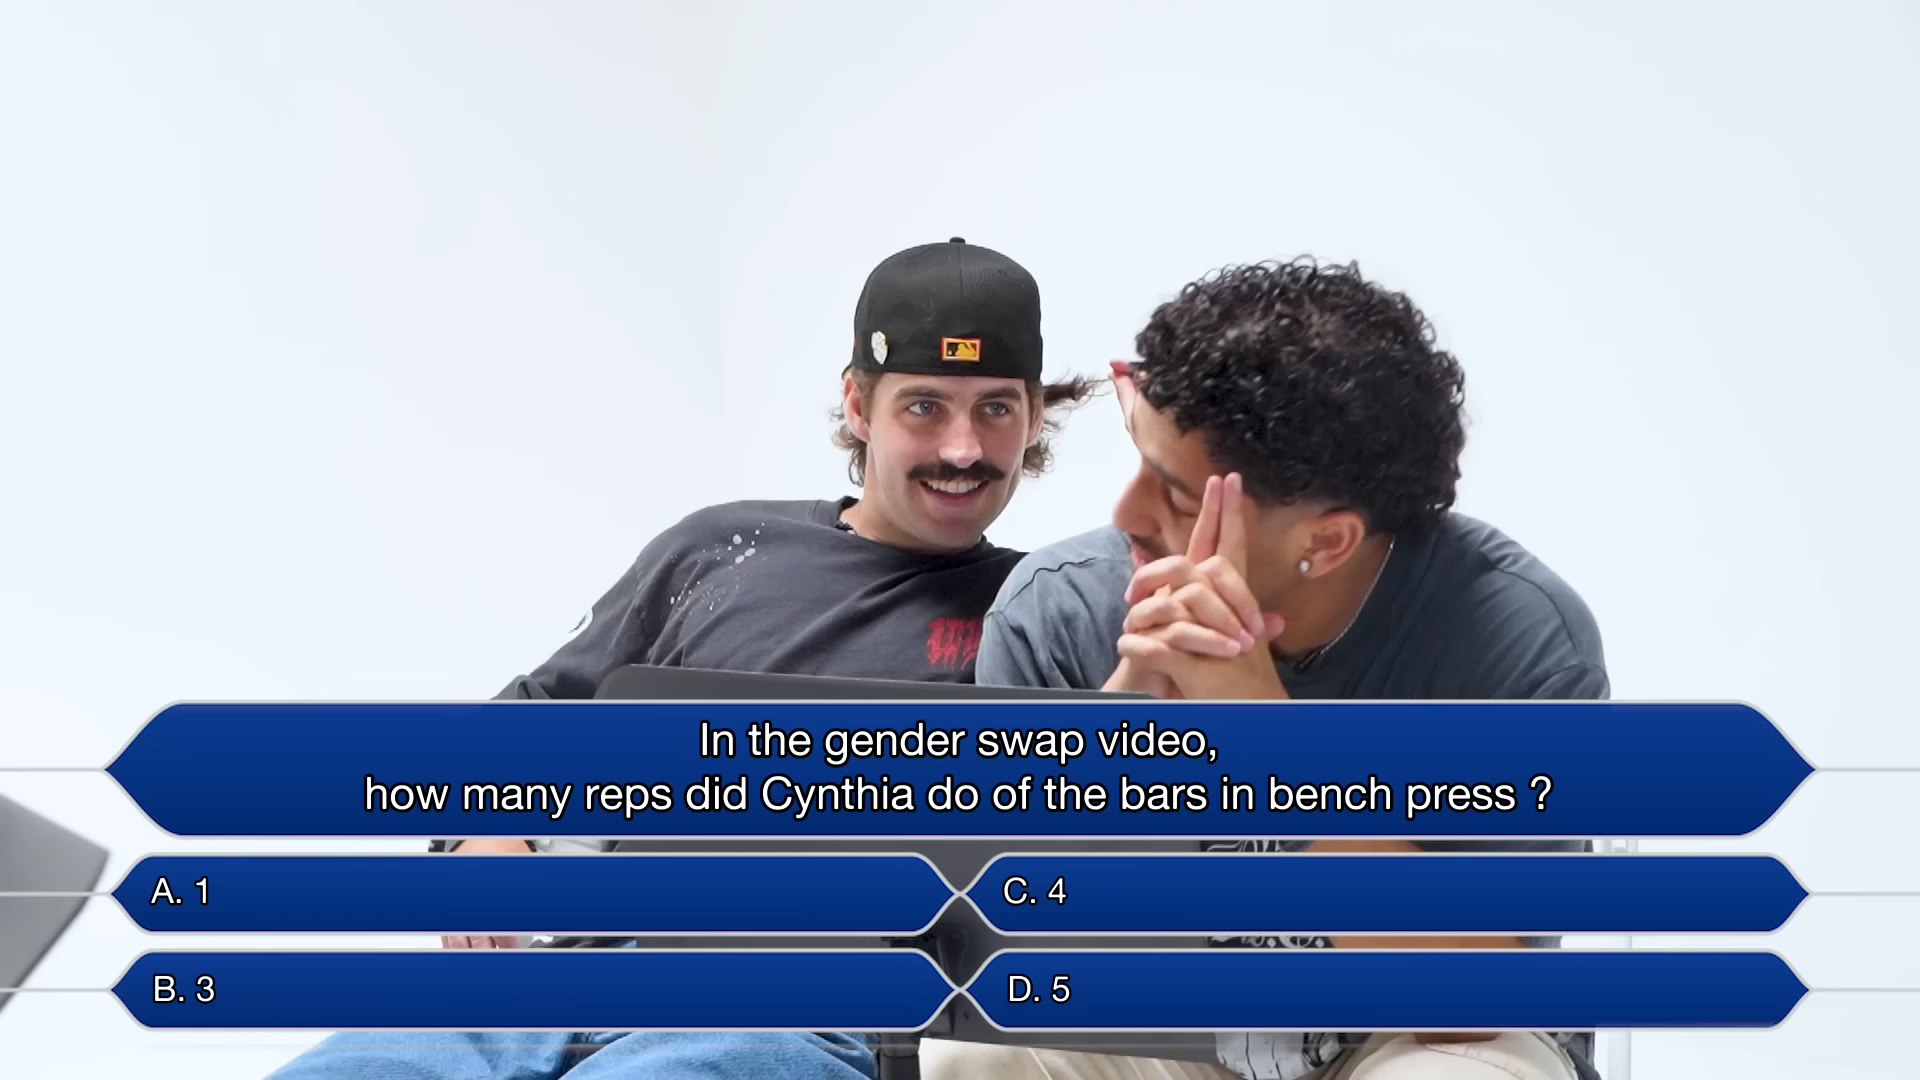 In the gender swap video,
how many reps did Cynthia do of the bars in bench press ?
A. 1
C. 4
B. 3
D. 5